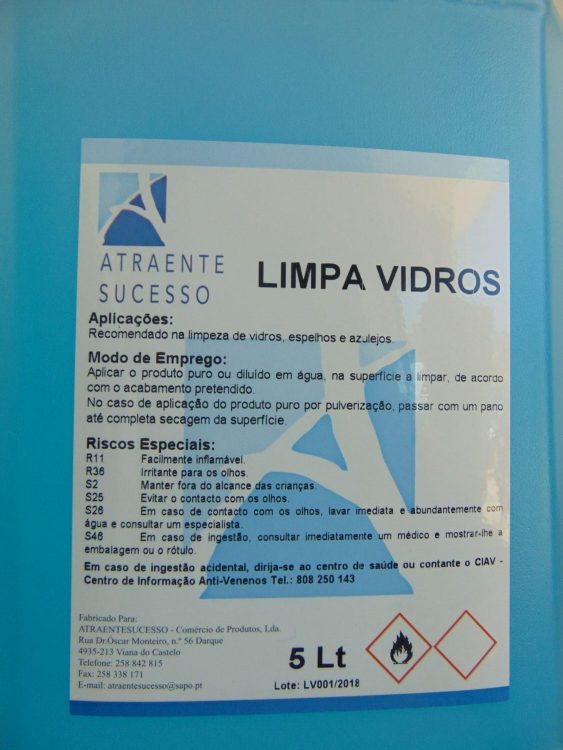 ATRAENTE
SUCESSO
LIMPA VIDROS
Aplicações:
Recomendado na limpeza de vidros, espelhos e azulejos.
Modo de Emprego:
Aplicar o produto puro ou diluído em água, na superfície a limpar, de acordo
com o acabamento pretendido.
No caso de aplicação do produto puro por pulverização, passar com um pano
até completa secagem da superfície.
Riscos Especiais:
R11 Facilmente inflamável.
R36 Irritante para os olhos.
S2 Manter fora do alcance das crianças.
S25 Evitar o contacto com os olhos.
S26 Em caso de contacto com os olhos, lavar imediata e abundantemente com
água e consultar um especialista.
S46 Em caso de ingestão, consultar imediatamente um médico e mostrar-lhe a
embalagem ou o rótulo.
Em caso de ingestão acidental, dirija-se ao centro de saúde ou contante o CIAV -
Centro de Informação Anti-Venenos Tel.: 808 250 143
Fabricado Para:
ATRAENTESUCESSO - Comércio de Produtos, Lda.
Rua Dr.Óscar Monteiro, n.º 56 Darque
4935-213 Viana do Castelo
Telefone: 258 842 815
Fax: 258 338 171
E-mail: atraentesucesso@sapo.pt
5 Lt
Lote: LV001/2018